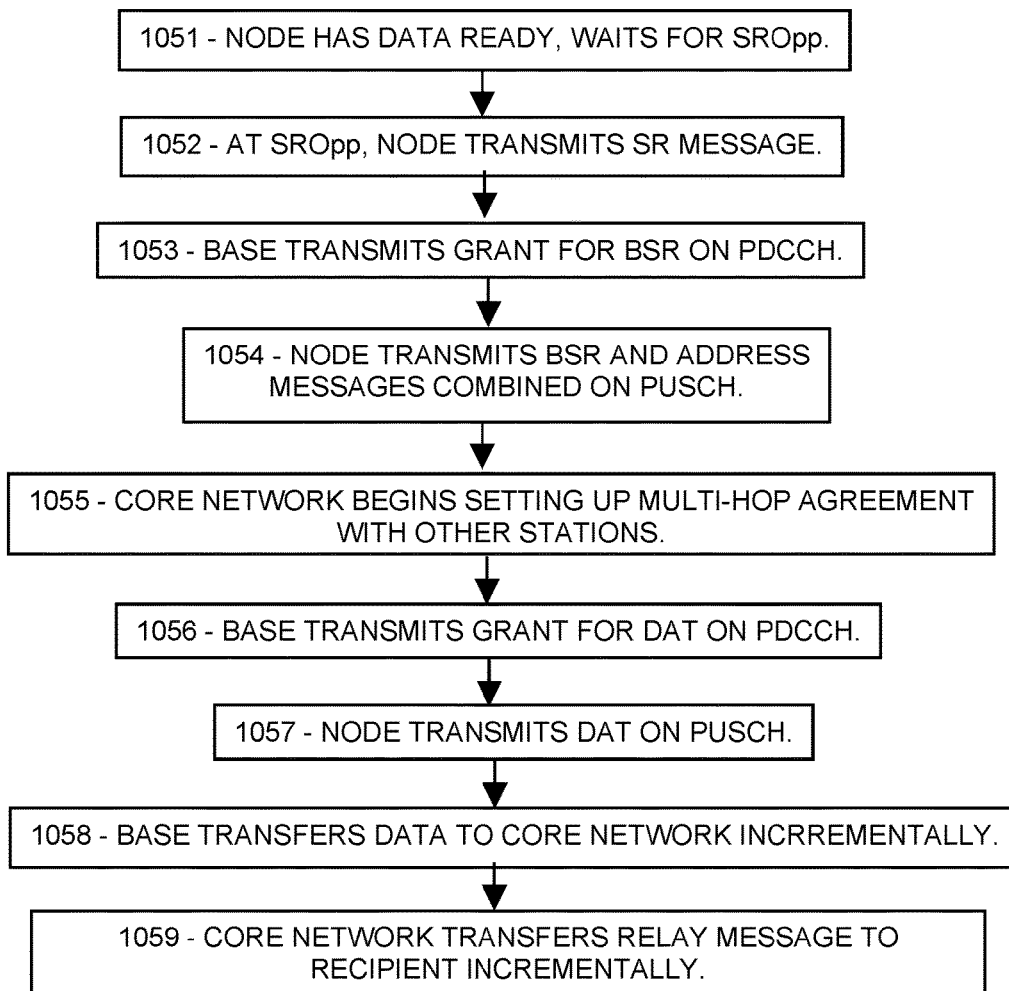 1051 - NODE HAS DATA READY, WAITS FOR SROpp.
1052 - AT SROpp, NODE TRANSMITS SR MESSAGE.
1053 - BASE TRANSMITS GRANT FOR BSR ON PDCCH.
1054 - NODE TRANSMITS BSR AND ADDRESS
MESSAGES COMBINED ON PUSCH.
1055 - CORE NETWORK BEGINS SETTING UP MULTI-HOP AGREEMENT
WITH OTHER STATIONS.
1056 - BASE TRANSMITS GRANT FOR DAT ON PDCCH.
1057 - NODE TRANSMITS DAT ON PUSCH.
1058 - BASE TRANSFERS DATA TO CORE NETWORK INCRREMENTALLY.
1059 - CORE NETWORK TRANSFERS RELAY MESSAGE TO
RECIPIENT INCREMENTALLY.